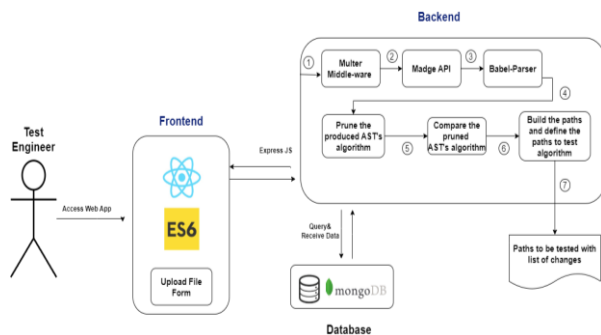 Backend
1
Multer
Middle-ware
2
Madge API
3
Babel-Parser
4
Prune the
produced AST's
algorithm
5
Compare the
pruned
AST's algorithm
6
Build the paths
and define the
paths to test
algorithm
7
Paths to be tested with
list of changes
Test
Engineer
Access Web App
Frontend
ES6
Upload File
Form
Express JS
Query&
Receive Data
mongoDB
Database